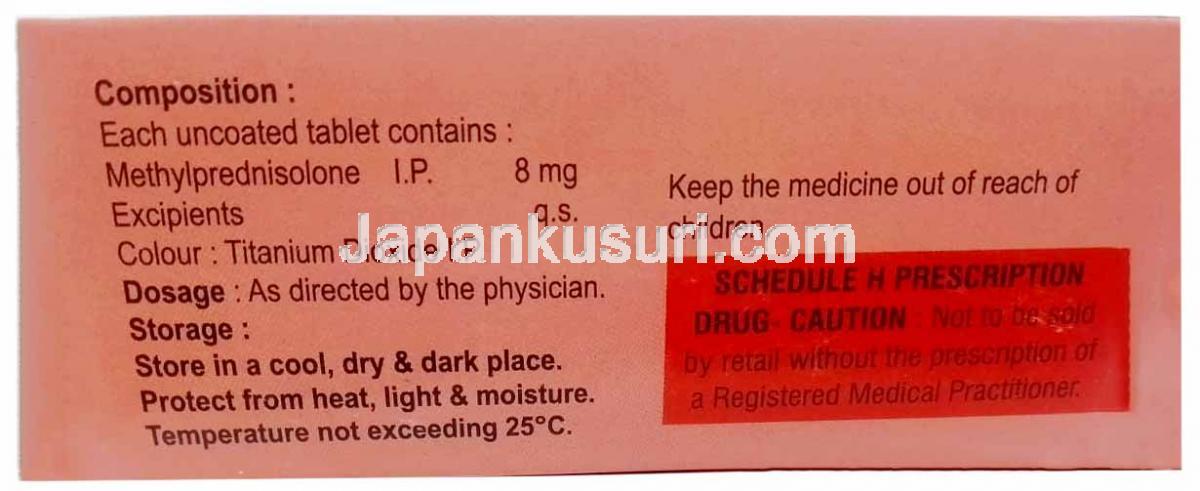 Composition :
Each uncoated tablet contains :
Methylprednisolone I.P. 8 mg
Excipients q.s.
Colour : Titanium Dioxide I.P.
Dosage : As directed by the physician.
Storage :
Store in a cool, dry & dark place.
Protect from heat, light & moisture.
Temperature not exceeding 25°C.
Keep the medicine out of reach of
children.
SCHEDULE H PRESCRIPTION
DRUG- CAUTION : Not to be sold
by retail without the prescription of
a Registered Medical Practitioner.
Japankusuri.com